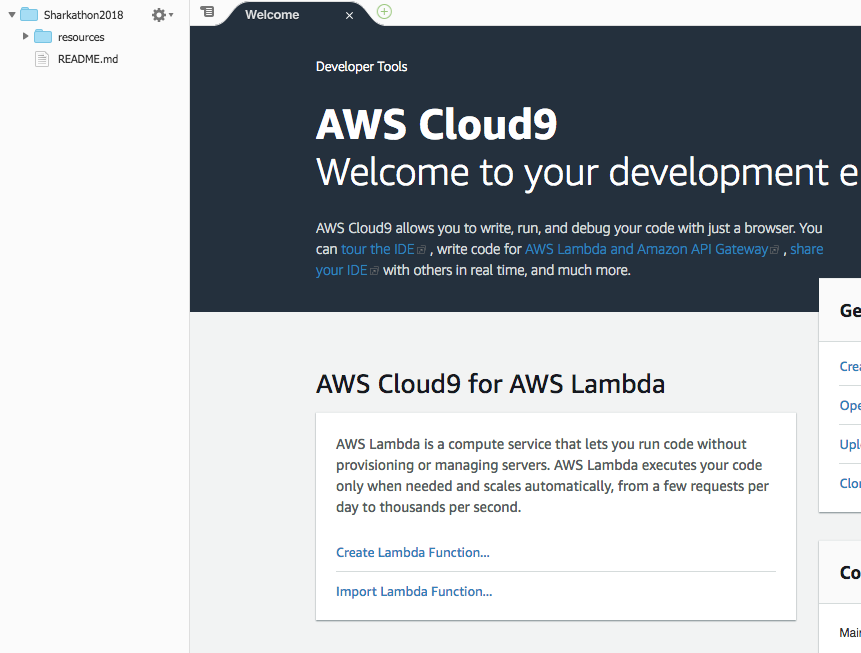 Sharkathon2018
resources
README.md
Welcome
Developer Tools
AWS Cloud9
Welcome to your development e
AWS Cloud9 allows you to write, run, and debug your code with just a browser. You
can tour the IDE , write code for AWS Lambda and Amazon API Gateway , share
your IDE with others in real time, and much more.
AWS Cloud9 for AWS Lambda
AWS Lambda is a compute service that lets you run code without
provisioning or managing servers. AWS Lambda executes your code
only when needed and scales automatically, from a few requests per
day to thousands per second.
Create Lambda Function...
Import Lambda Function...
Ge
Crea
Ope
Uplo
Clon
Co
Main